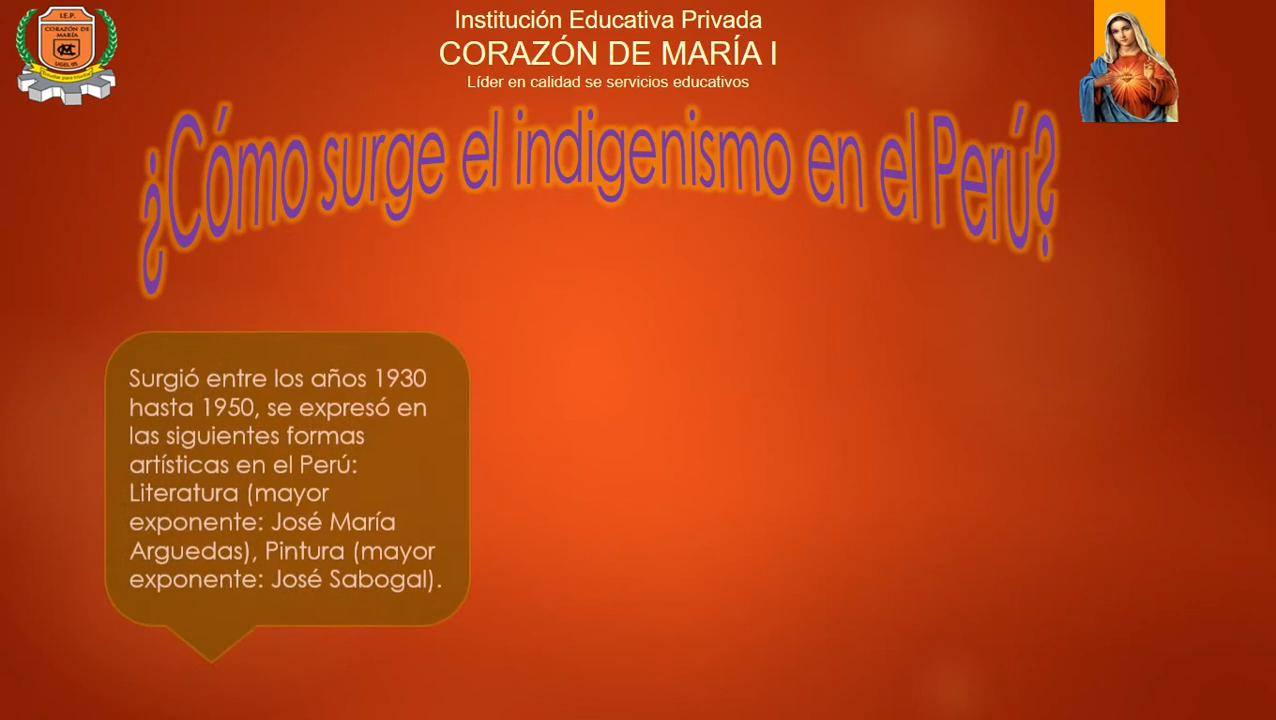 I.E.P.
CORAZÓN DE
MARÍA
UGEL 05
Institución Educativa Privada
CORAZÓN DE MARÍA I
Líder en calidad se servicios educativos
¿Cómo surge el indigenismo en el Perú?
Surgió entre los años 1930
hasta 1950, se expresó en
las siguientes formas
artísticas en el Perú:
Literatura (mayor
exponente: José María
Arguedas), Pintura (mayor
exponente: José Sabogal).